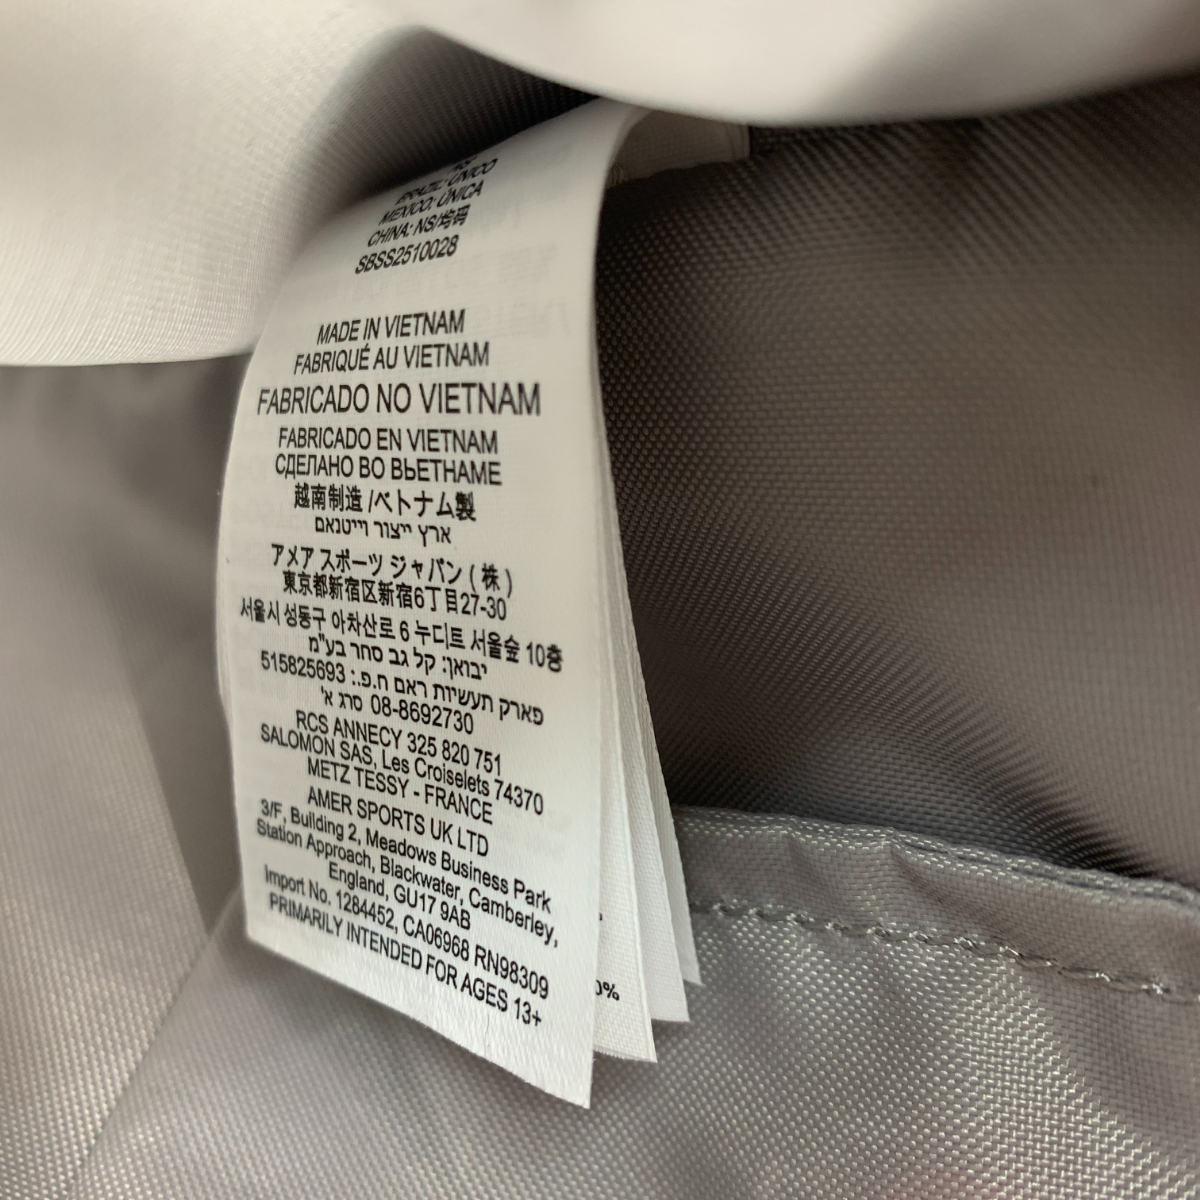 BRAZIL: ÚNICO
MEXICO: ÚNICA
CHINA: NS/均码
SBSS2510028
MADE IN VIETNAM
FABRIQUÉ AU VIETNAM
FABRICADO NO VIETNAM
FABRICADO EN VIETNAM
СДЕЛАНО ВО ВЬЕТНАМЕ
越南制造 /ベトナム製
ארץ ייצור וייטנאם
アメア スポーツ ジャパン ( 株 )
東京都新宿区新宿6丁目27-30
서울시 성동구 아차산로 6 누디트 서울숲 10층
יבואן: קל גב סחר בע"מ
פארק תעשיות ראם ח.פ.: 515825693
08-8692730 סרג א'
RCS ANNECY 325 820 751
SALOMON SAS, Les Croiselets 74370
METZ TESSY - FRANCE
AMER SPORTS UK LTD
3/F, Building 2, Meadows Business Park
Station Approach, Blackwater, Camberley,
England, GU17 9AB
Import No. 1284452, CA06968 RN98309
PRIMARILY INTENDED FOR AGES 13+
0%